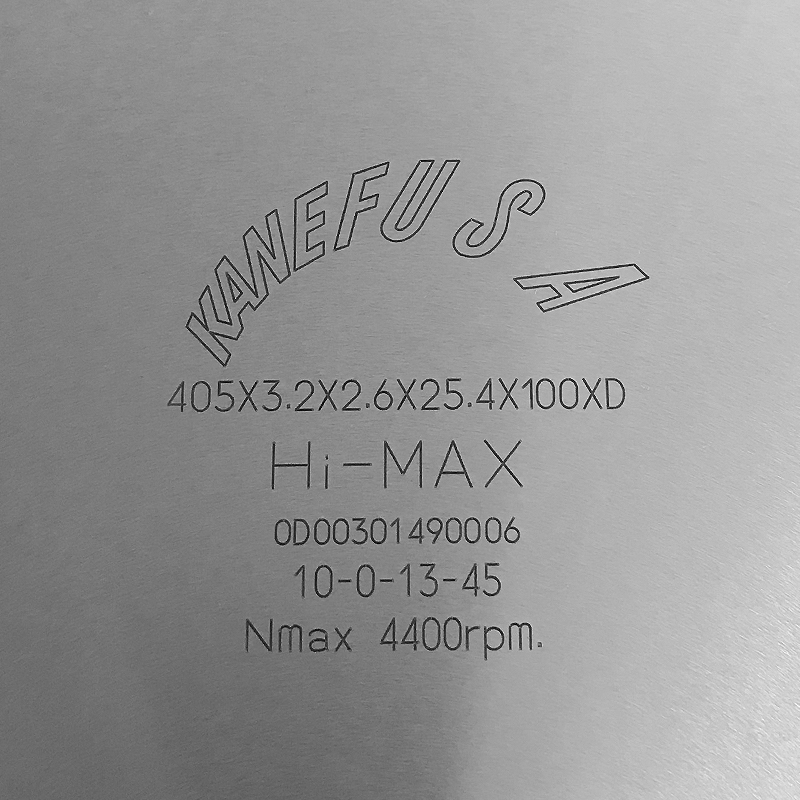 KANEFUSA
405X3.2X2.6X25.4X100XD
Hi-MAX
0D00301490006
10-0-13-45
Nmax 4400rpm.